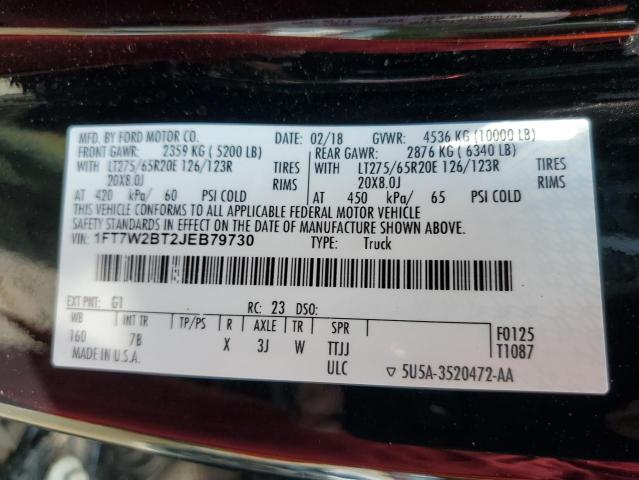 MFD. BY FORD MOTOR CO. DATE: 02/18 GVWR: 4536 KG (10000 LB)
FRONT GAWR: 2359 KG ( 5200 LB) REAR GAWR: 2876 KG ( 6340 LB)
WITH LT275/65R20E 126/123R TIRES WITH LT275/65R20E 126/123R TIRES
20X8.0J RIMS 20X8.0J RIMS
AT 420 kPa/ 60 PSI COLD AT 450 kPa/ 65 PSI COLD
THIS VEHICLE CONFORMS TO ALL APPLICABLE FEDERAL MOTOR VEHICLE
SAFETY STANDARDS IN EFFECT ON THE DATE OF MANUFACTURE SHOWN ABOVE.
VIN: 1FT7W2BT2JEB79730 TYPE: Truck
EXT PNT: G1 RC: 23 DSO:
WB INT TR TP/PS R AXLE TR SPR F0125
160 7B X 3J W TTJJ T1087
MADE IN U.S.A. ULC ▽ 5U5A-3520472-AA